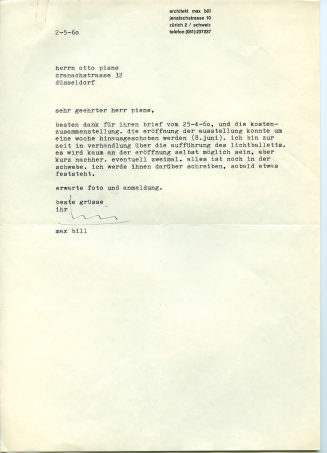 architekt max bill
jenatschstrasse 10
zürich 2 / schweiz
2-5-60
herrn otto piene
cranachstrasse 32
düsseldorf
sehr geehrter herr piene,
besten dank für ihren brief vom 25-4-60, und die kosten-
zusammenstellung. die eröffnung der ausstellung konnte um
eine woche hinausgeschoben werden (8.juni). ich bin zur
zeit in verhandlung über die aufführung des lichtballetts.
es wird kaum an der eröffnung selbst möglich sein, aber
kurz nachher. eventuell zweimal. alles ist noch in der
schwebe. ich werde ihnen darüber schreiben, sobald etwas
feststeht.
erwarte foto und anmeldung.
beste grüsse
ihr
max bill